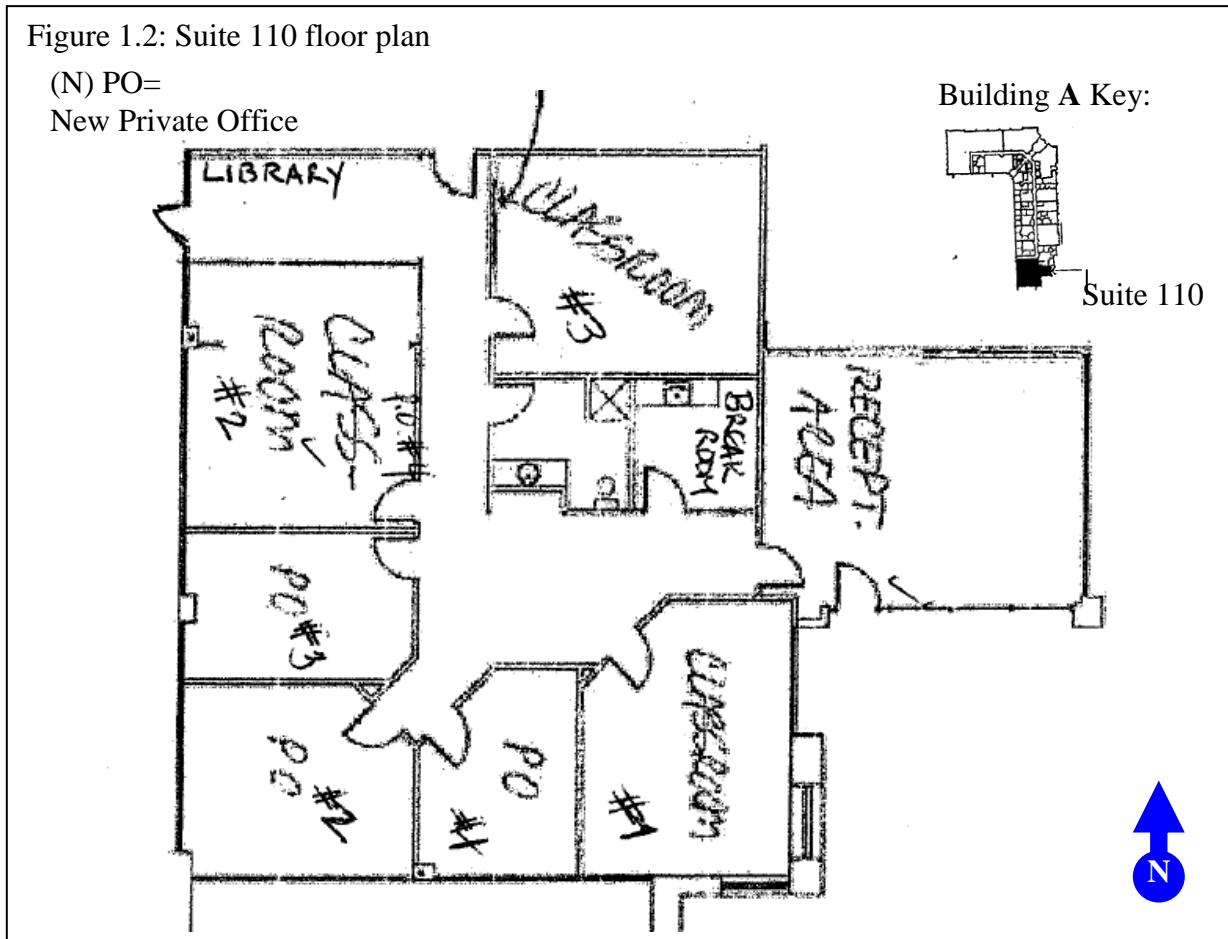 Figure 1.2: Suite 110 floor plan
(N) PO=
New Private Office
Building A Key:
Suite 110
LIBRARY
CLASSROOM
#3
CLASS-
ROOM
#2
P.O. #4
BREAK
ROOM
RECEPT.
AREA
PO #3
PO
#2
PO
#1
CLASSROOM
#1
N